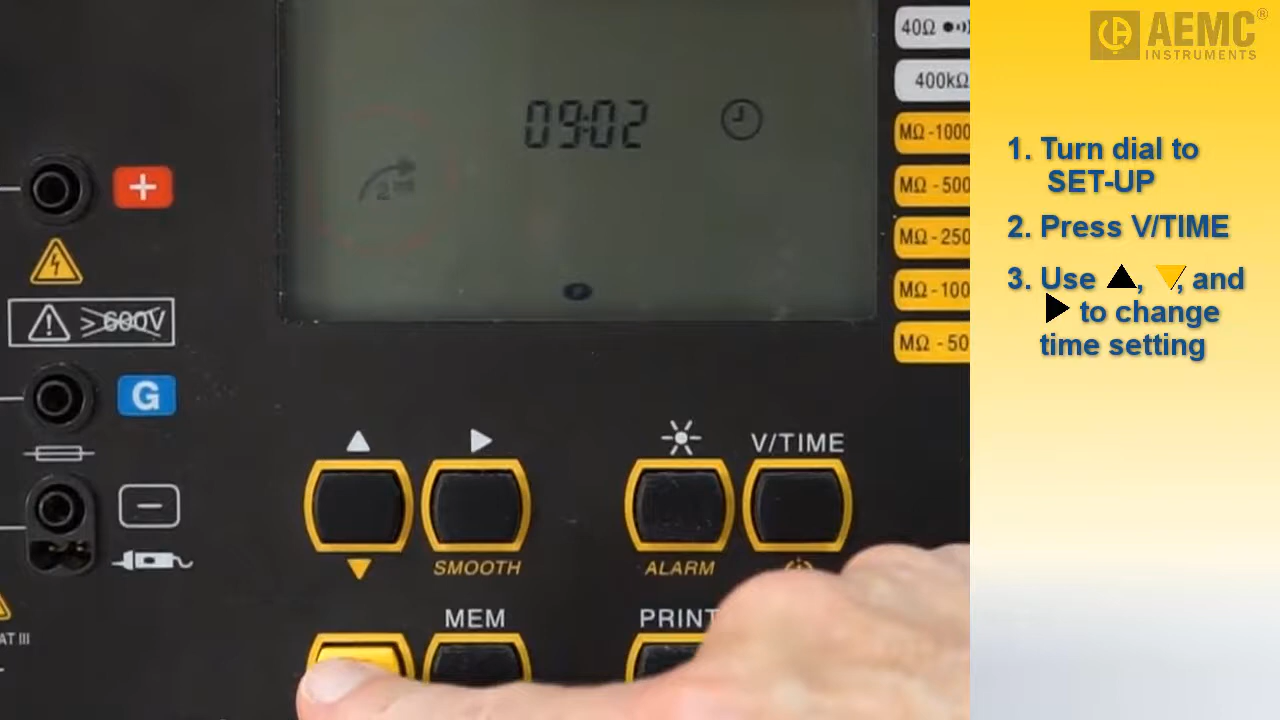 09:02
2nd
40Ω
400kΩ
MΩ-1000
MΩ-500
MΩ-250
MΩ-100
MΩ-50
+
> 600V
G
−
AT III
V/TIME
SMOOTH
ALARM
MEM
PRINT
AEMC®
INSTRUMENTS
1. Turn dial to
SET-UP
2. Press V/TIME
3. Use ▲, ▼, and
▶ to change
time setting